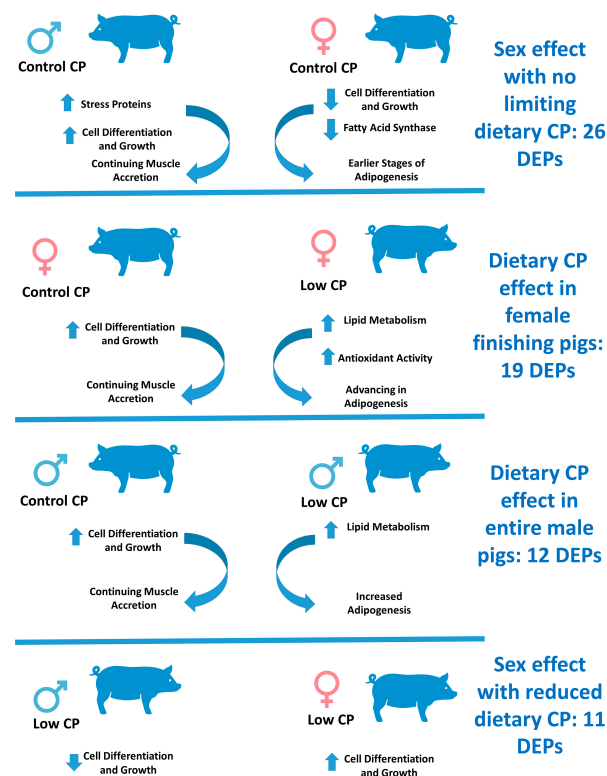 Control CP
Control CP
Stress Proteins
Cell Differentiation
and Growth
Continuing Muscle
Accretion
Cell Differentiation
and Growth
Fatty Acid Synthase
Earlier Stages of
Adipogenesis
Sex effect
with no
limiting
dietary CP: 26
DEPs
Control CP
Low CP
Cell Differentiation
and Growth
Continuing Muscle
Accretion
Lipid Metabolism
Antioxidant Activity
Advancing in
Adipogenesis
Dietary CP
effect in
female
finishing pigs:
19 DEPs
Control CP
Low CP
Cell Differentiation
and Growth
Continuing Muscle
Accretion
Lipid Metabolism
Increased
Adipogenesis
Dietary CP
effect in
entire male
pigs: 12 DEPs
Low CP
Low CP
Cell Differentiation
and Growth
Cell Differentiation
and Growth
Sex effect
with reduced
dietary CP: 11
DEPs